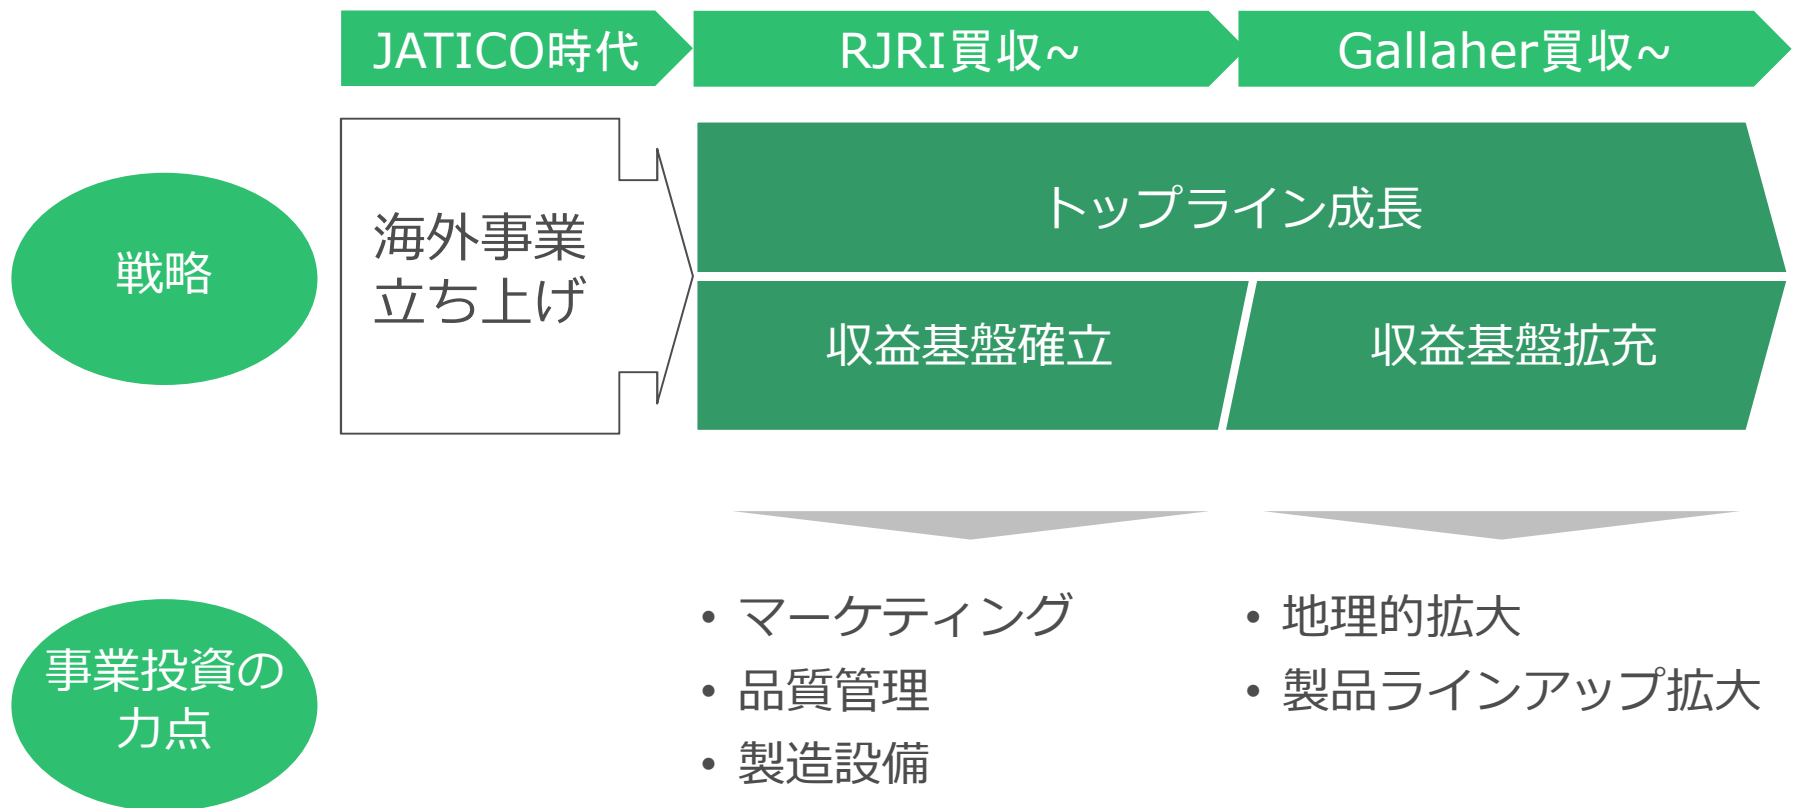 JATICO時代
RJRI買収~
Gallaher買収~
戦略
海外事業
立ち上げ
トップライン成長
収益基盤確立
収益基盤拡充
事業投資の
力点
• マーケティング
• 品質管理
• 製造設備
• 地理的拡大
• 製品ラインアップ拡大